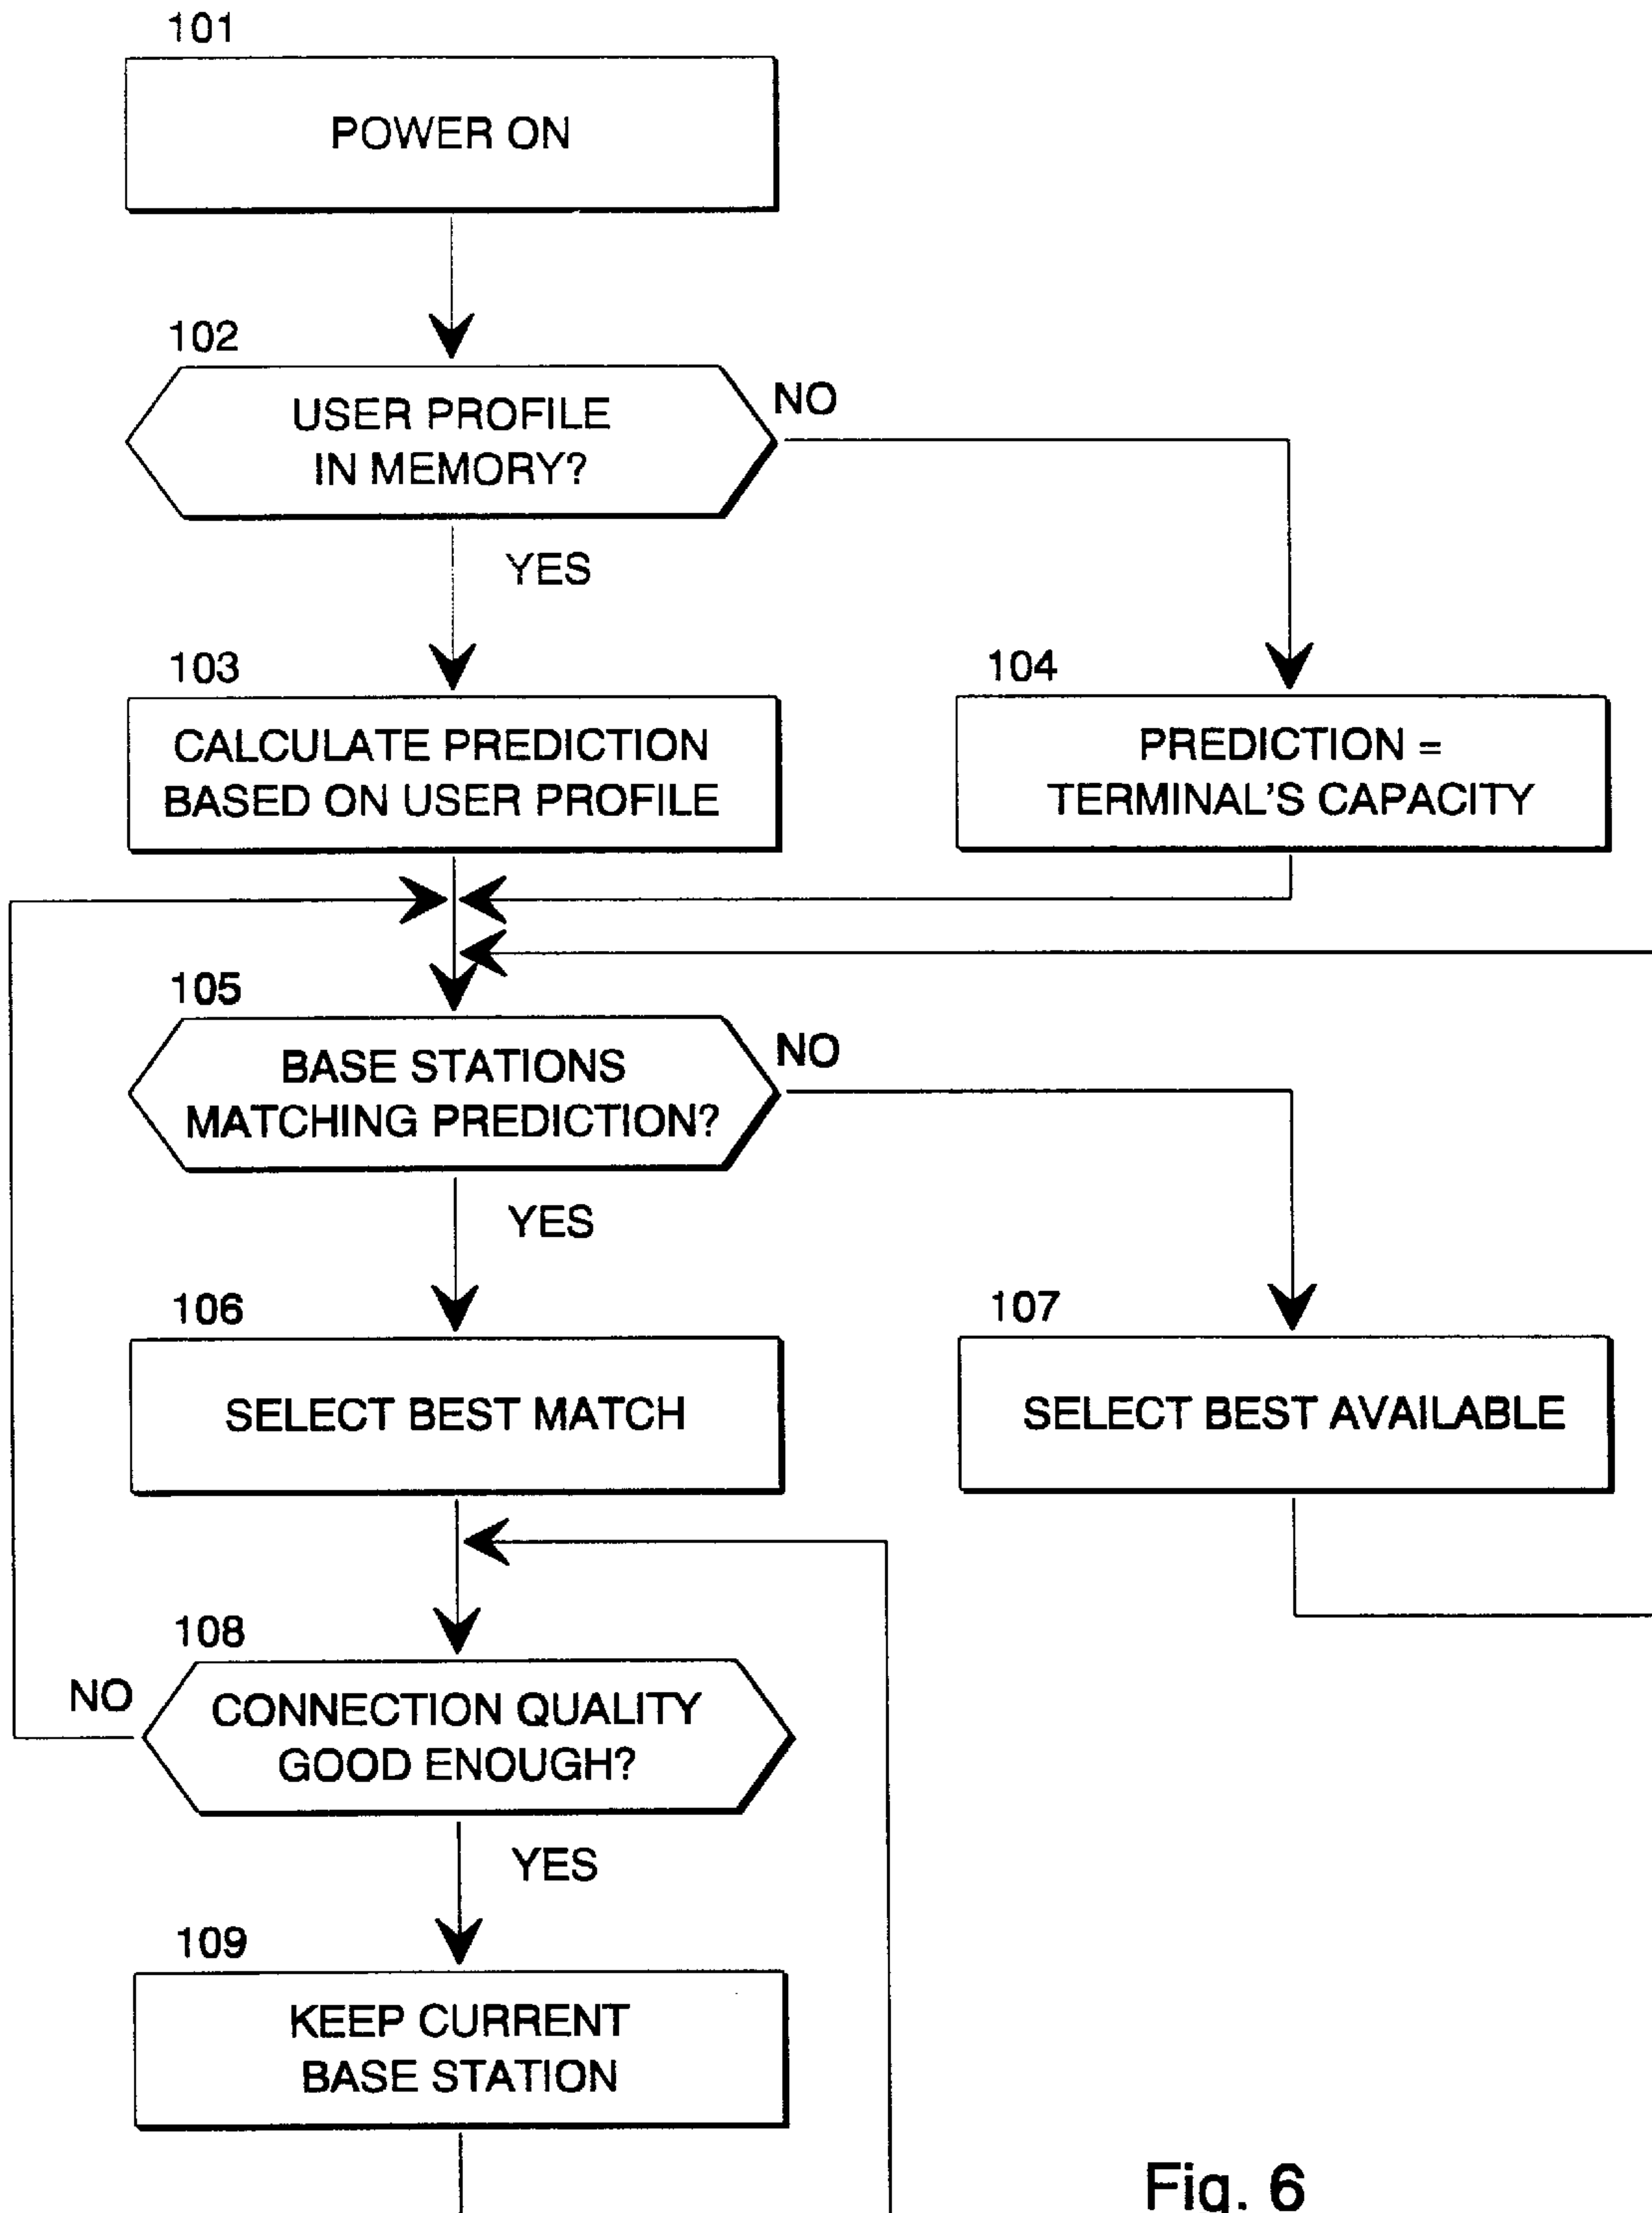 101
POWER ON
102
USER PROFILE
IN MEMORY?
NO
YES
103
CALCULATE PREDICTION
BASED ON USER PROFILE
104
PREDICTION =
TERMINAL'S CAPACITY
105
BASE STATIONS
MATCHING PREDICTION?
NO
YES
106
SELECT BEST MATCH
107
SELECT BEST AVAILABLE
108
NO
CONNECTION QUALITY
GOOD ENOUGH?
YES
109
KEEP CURRENT
BASE STATION
Fig. 6